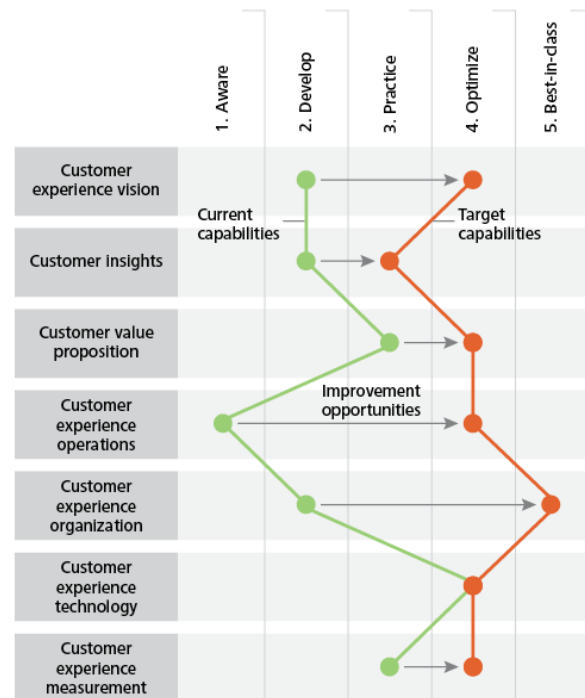 1. Aware
2. Develop
3. Practice
4. Optimize
5. Best-in-class
Customer
experience vision
Current
capabilities
Target
capabilities
Customer insights
Customer value
proposition
Improvement
opportunities
Customer
experience
operations
Customer
experience
organization
Customer
experience
technology
Customer
experience
measurement